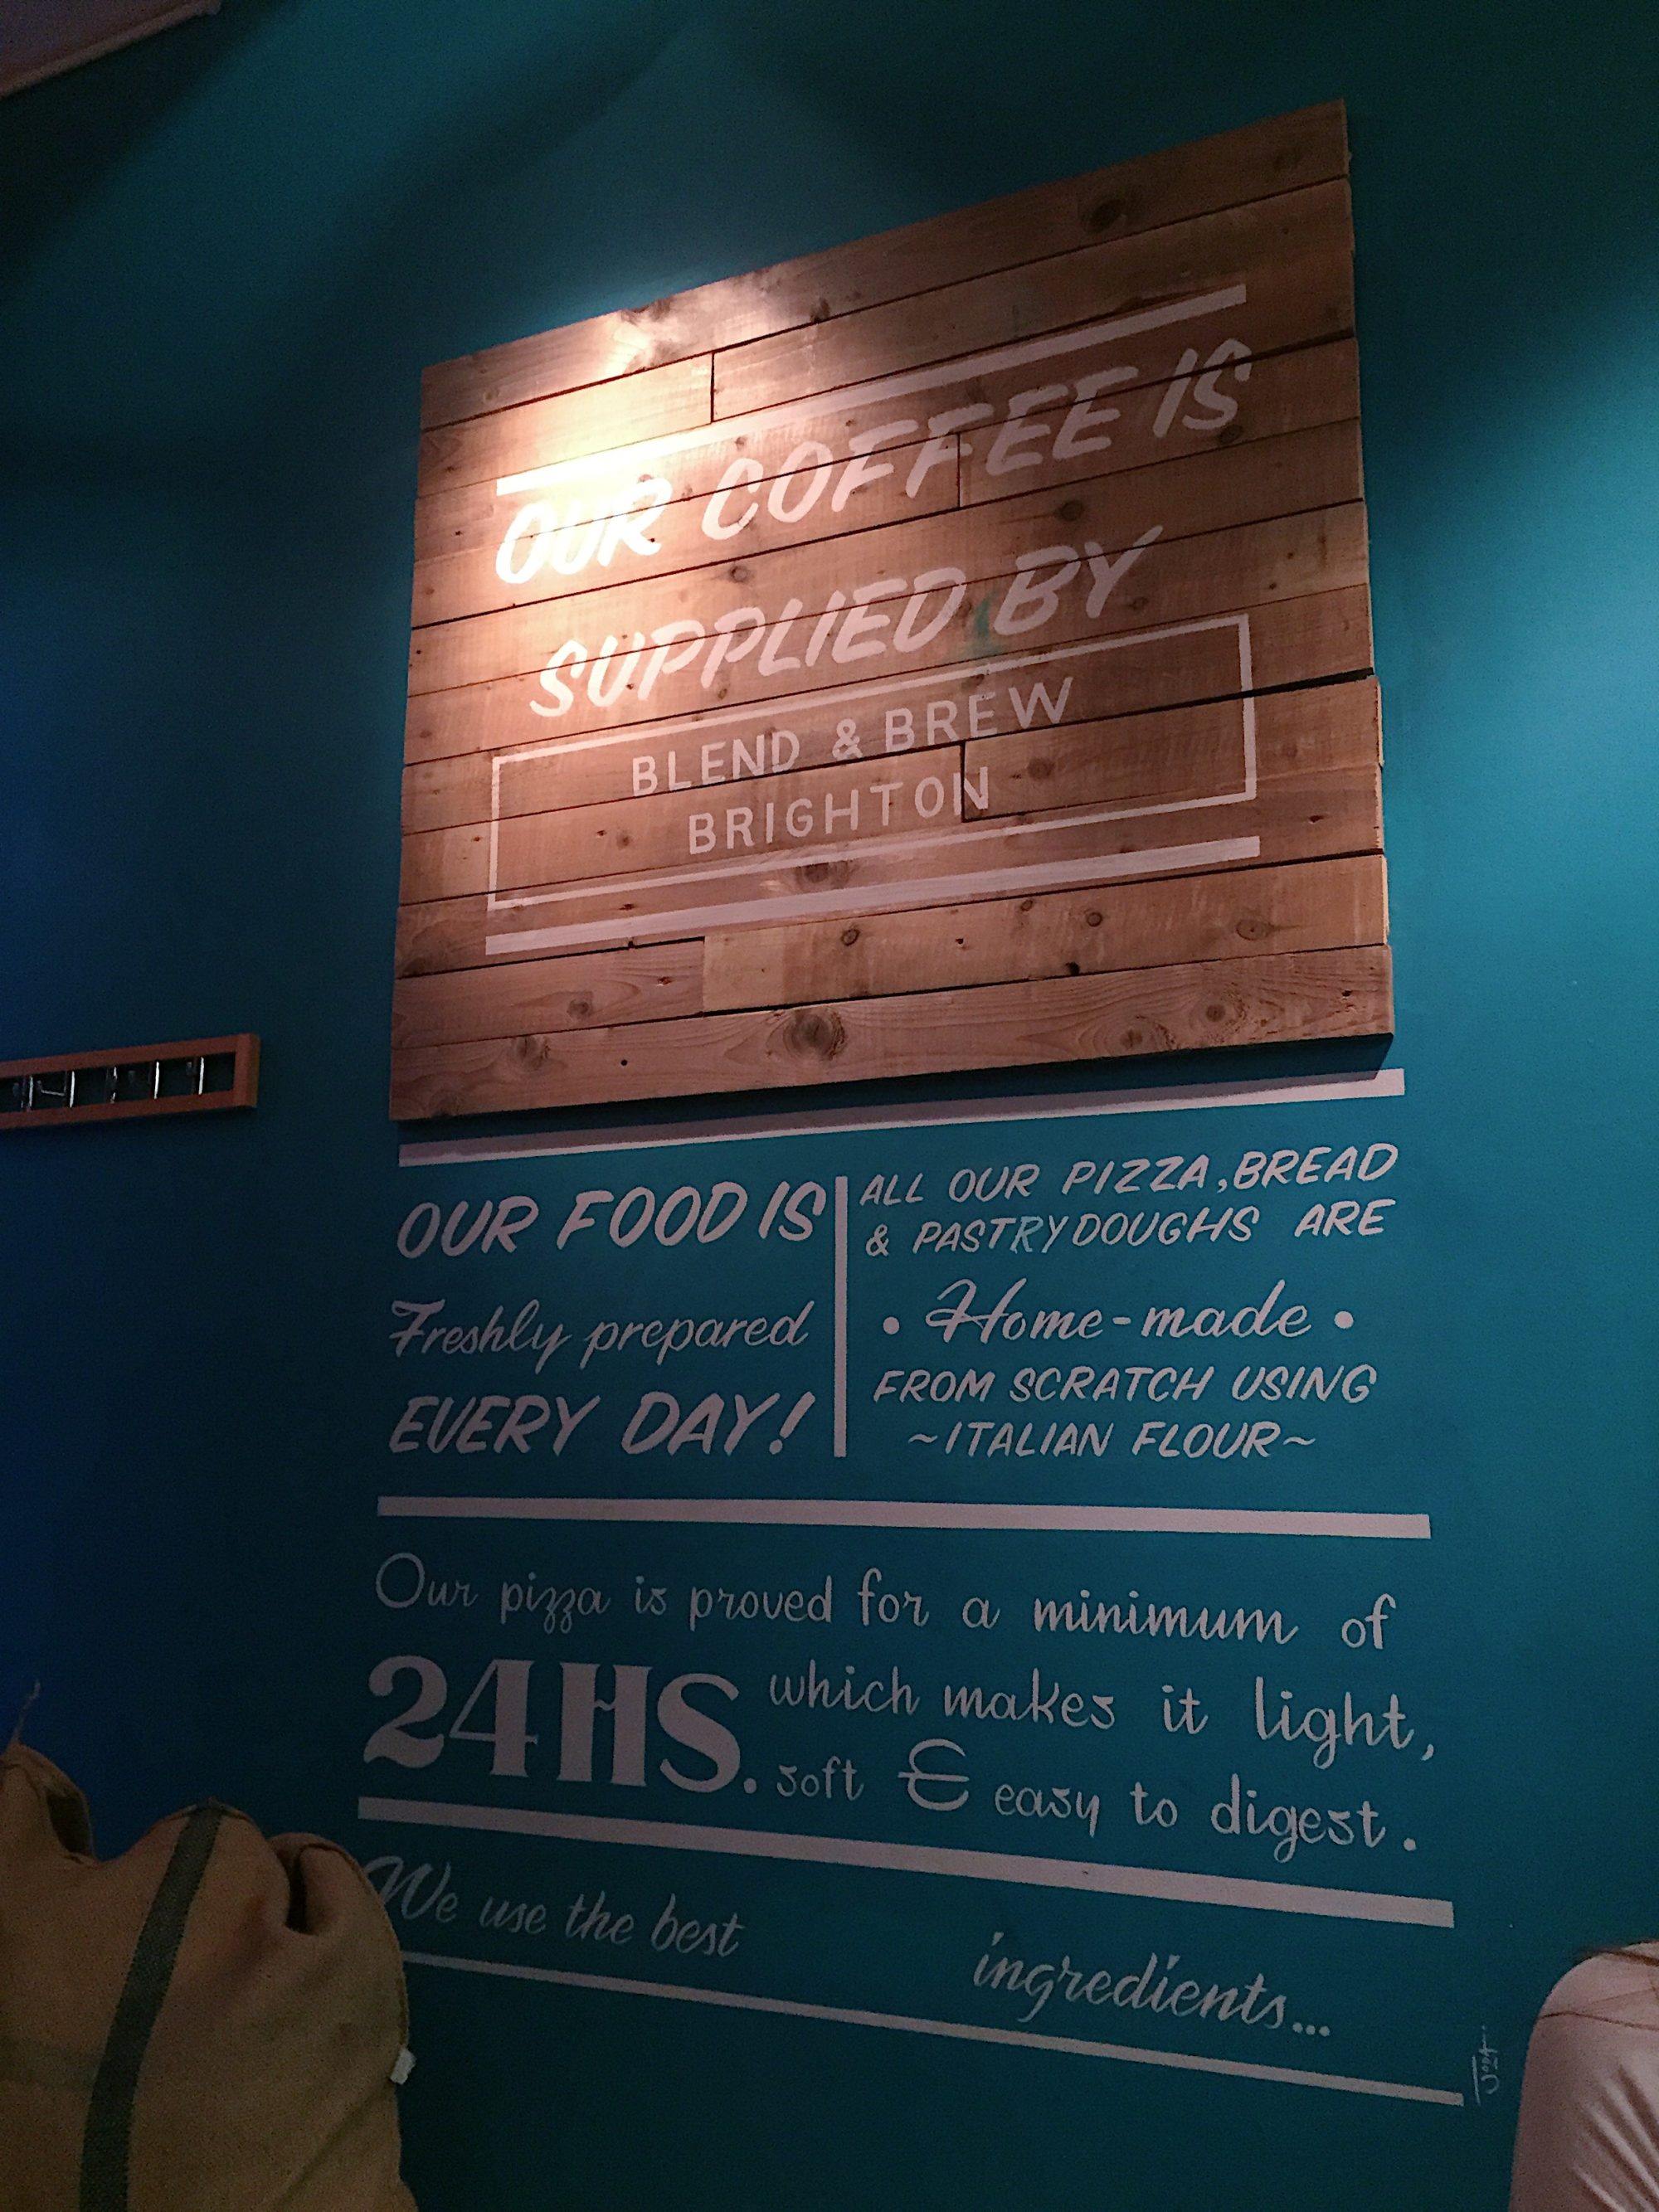 OUR COFFEE IS
SUPPLIED BY
BLEND & BREW
BRIGHTON
OUR FOOD IS
Freshly prepared
EVERY DAY!
ALL OUR PIZZA, BREAD
& PASTRY DOUGHS ARE
• Home-made •
FROM SCRATCH USING
~ITALIAN FLOUR~
Our pizza is proved for a minimum of
24HS. which makes it light,
soft & easy to digest.
We use the best ingredients...